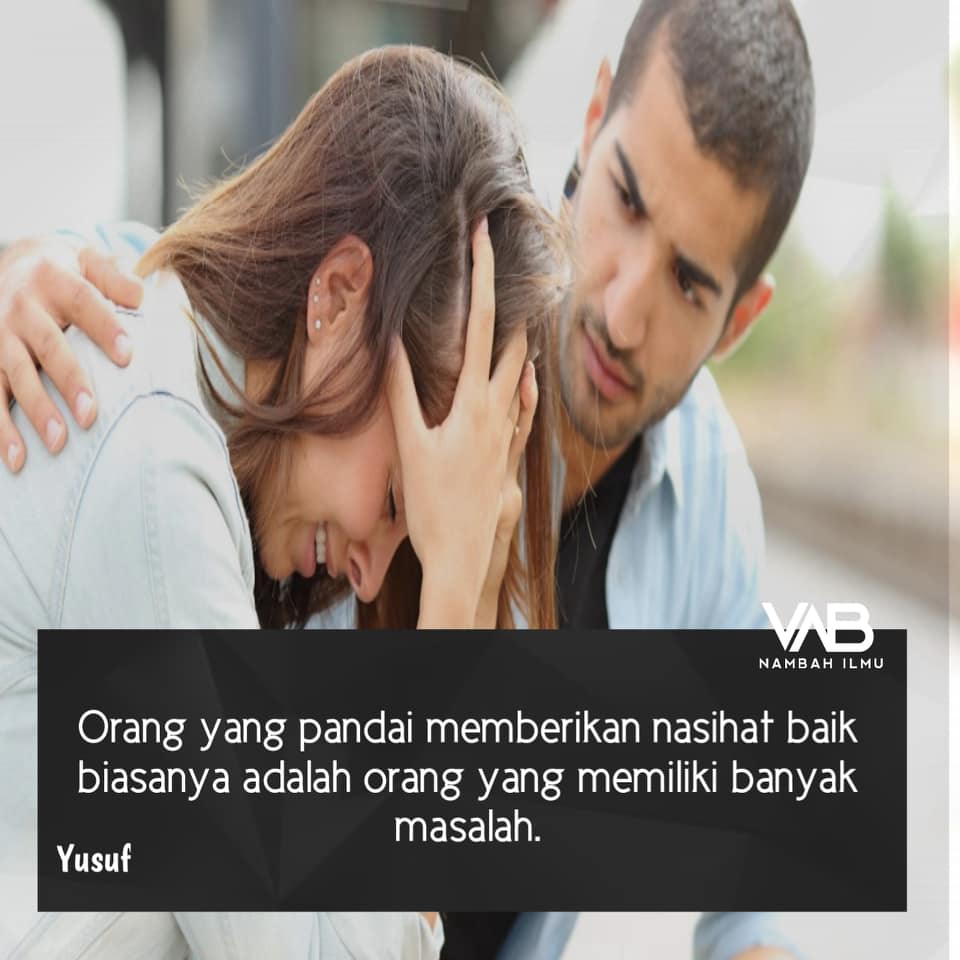 VAB
NAMBAH ILMU
Orang yang pandai memberikan nasihat baik
biasanya adalah orang yang memiliki banyak
masalah.
Yusuf